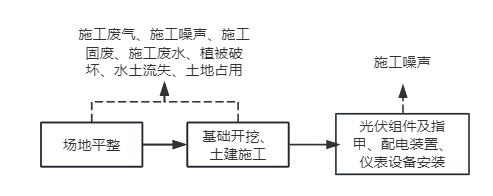 施工废气、施工噪声、施工
固废、施工废水、植被破
坏、水土流失、土地占用
施工噪声
场地平整
基础开挖、
土建施工
光伏组件及指
甲、配电装置、
仪表设备安装